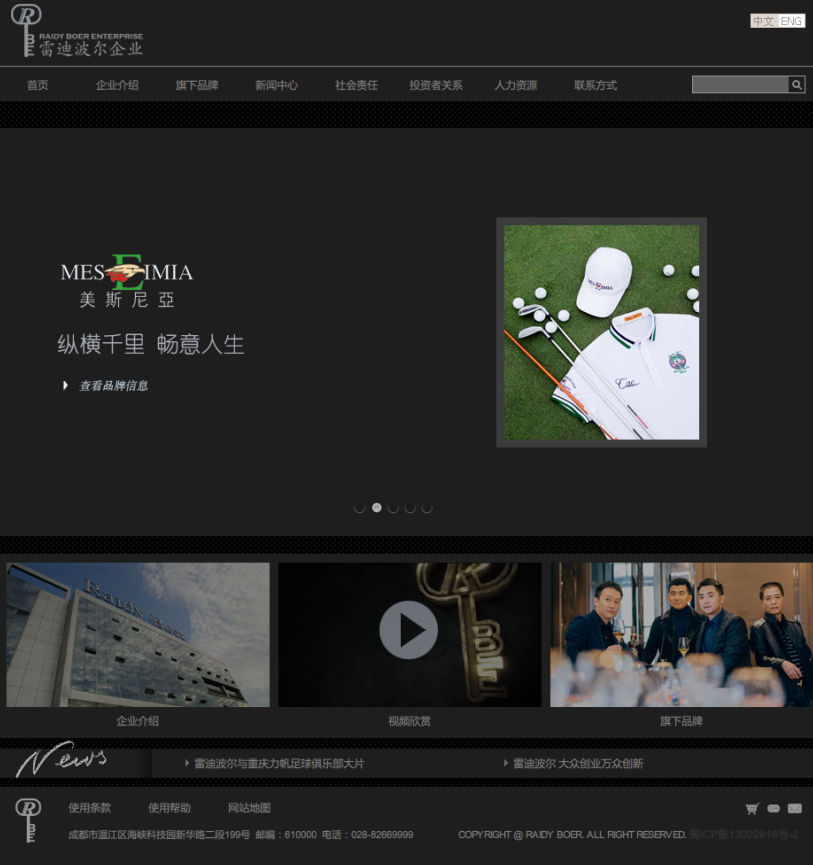 RAIDY BOER ENTERPRISE
雷迪波尔企业
中文 ENG
首页 企业介绍 旗下品牌 新闻中心 社会责任 投资者关系 人力资源 联系方式
MES E IMIA
美斯尼亞
纵横千里 畅意人生
查看品牌信息
Cac
RAIDY BOER
BOER
企业介绍 视频欣赏 旗下品牌
News
雷迪波尔与重庆力帆足球俱乐部大片 雷迪波尔 大众创业万众创新
使用条款 使用帮助 网站地图
成都市温江区海峡科技园新华路二段199号 邮编：610000 电话：028-82669999 COPYRIGHT @ RAIDY BOER. ALL RIGHT RESERVED. 蜀ICP备13002616号-2